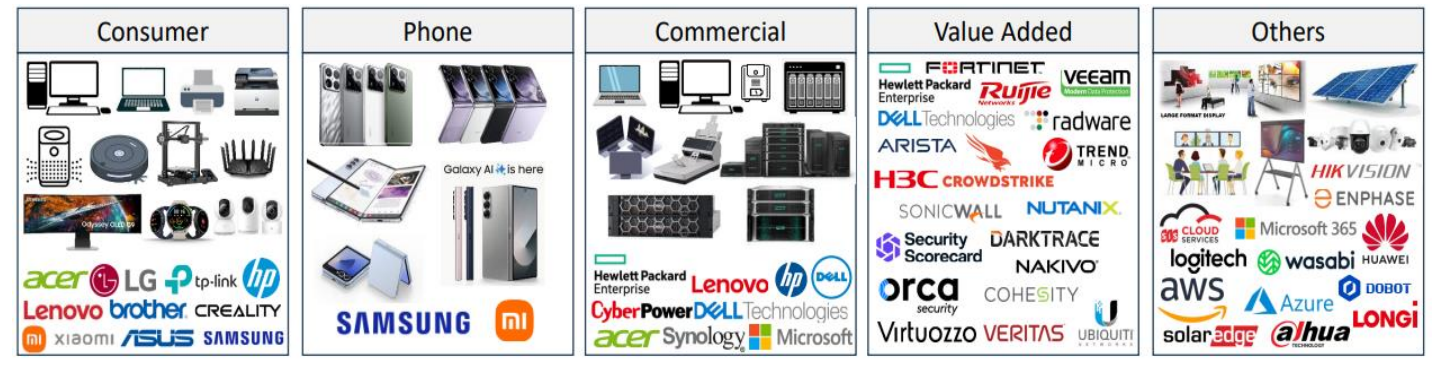 Consumer
Odyssey OLED G9
acer LG tp-link hp
Lenovo brother CREALITY
mi xiaomi ASUS SAMSUNG
Phone
Galaxy AI is here
SAMSUNG mi
Commercial
Hewlett Packard
Enterprise
Lenovo hp DELL
CyberPower DELL Technologies
acer Synology Microsoft
Value Added
FORTINET
Hewlett Packard
Enterprise
Ruijie
Networks
veeam
Modern Data Protection
DELL Technologies radware
ARISTA
TREND
MICRO
H3C CROWDSTRIKE
SONICWALL NUTANIX
Security
Scorecard
DARKTRACE
NAKIVO
orca
security
COHESITY
Virtuozzo VERITAS UBIQUITI
NETWORKS
Others
LARGE FORMAT DISPLAY
HIKVISION
ENPHASE
CLOUD
SERVICES
Microsoft 365
HUAWEI
logitech wasabi
aws Azure DOBOT
LONGi
solaredge alhua
TECHNOLOGY